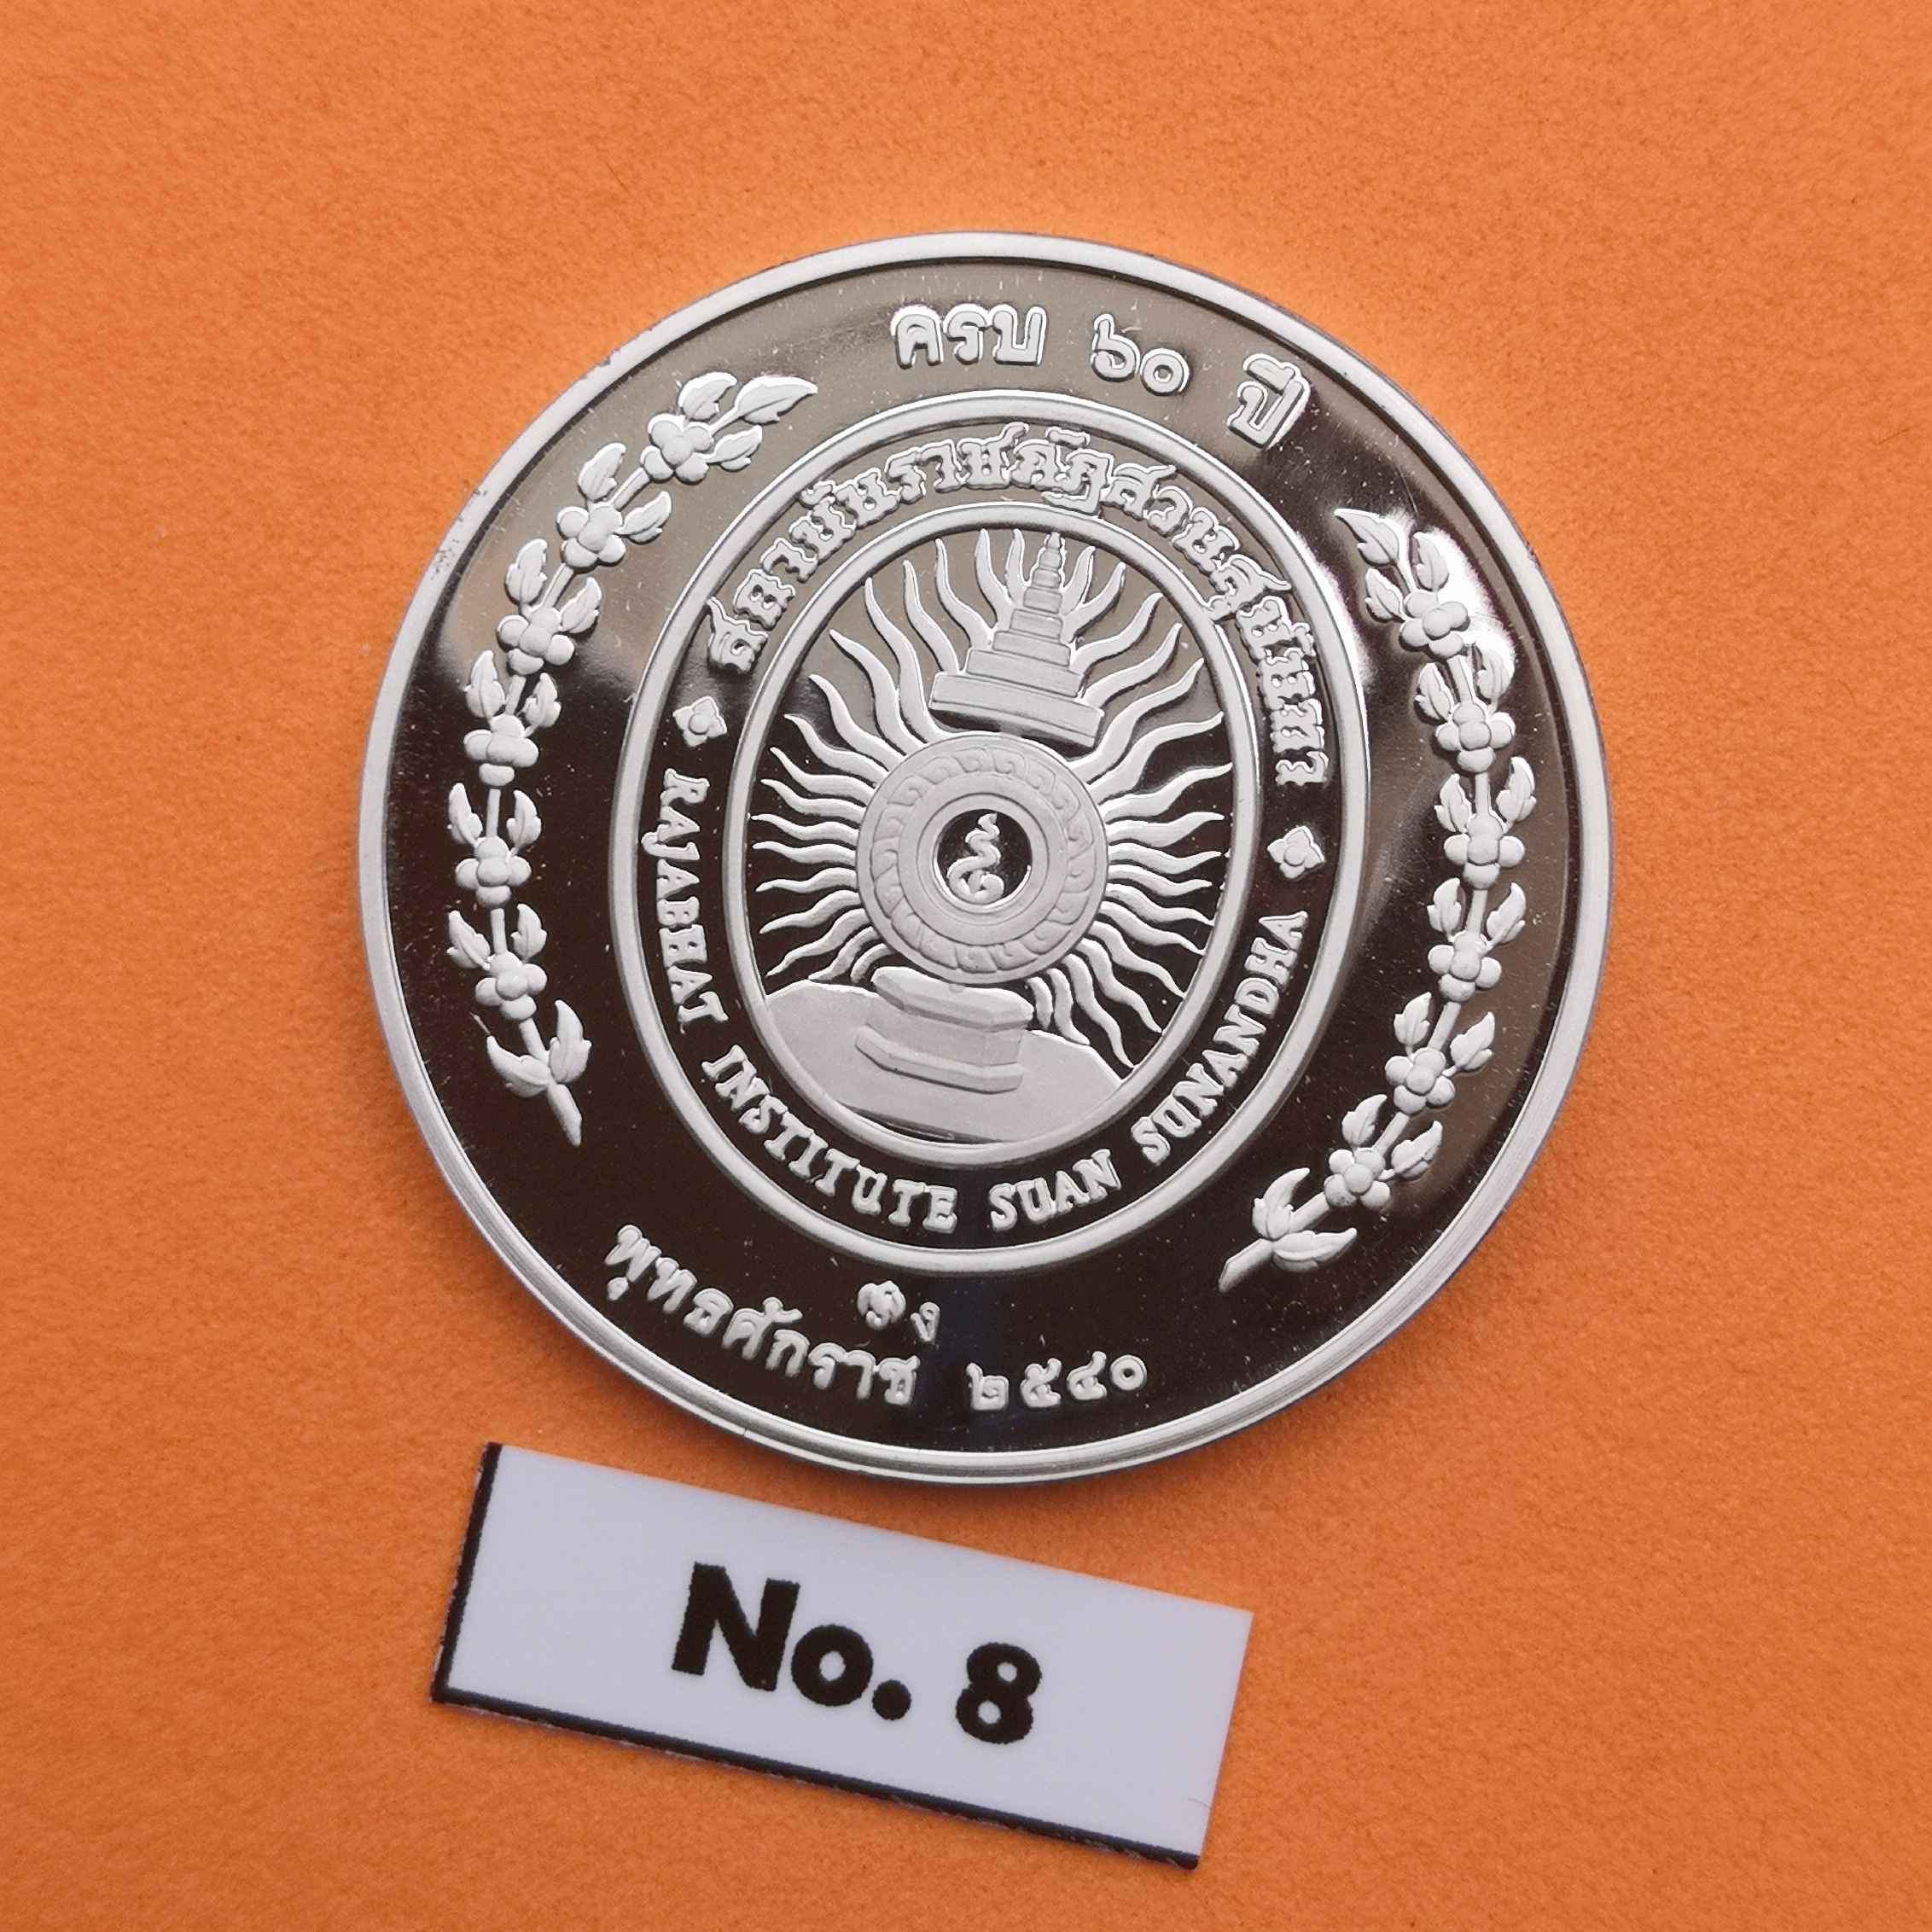 ครบ ๖๐ ปี
สถาบันราชภัฏสวนสุนันทา
RAJABHAT INSTITUTE SUAN SUNANDHA
ง
พุทธศักราช ๒๕๔๐
No. 8